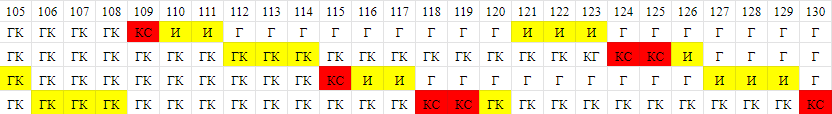 105 106 107 108 109 110 111 112 113 114 115 116 117 118 119 120 121 122 123 124 125 126 127 128 129 130
ГК ГК ГК ГК КС И И Г Г Г Г Г Г Г Г Г И И И Г Г Г Г Г Г Г
ГК ГК ГК ГК ГК ГК ГК ГК ГК ГК ГК ГК ГК ГК ГК ГК ГК ГК КГ КС КС И Г Г Г Г
ГК ГК ГК ГК ГК ГК ГК ГК ГК ГК КС И И Г Г Г Г Г Г Г Г Г И И И Г
ГК ГК ГК ГК ГК ГК ГК ГК ГК ГК ГК ГК ГК КС КС ГК ГК ГК ГК ГК ГК ГК ГК ГК ГК КС